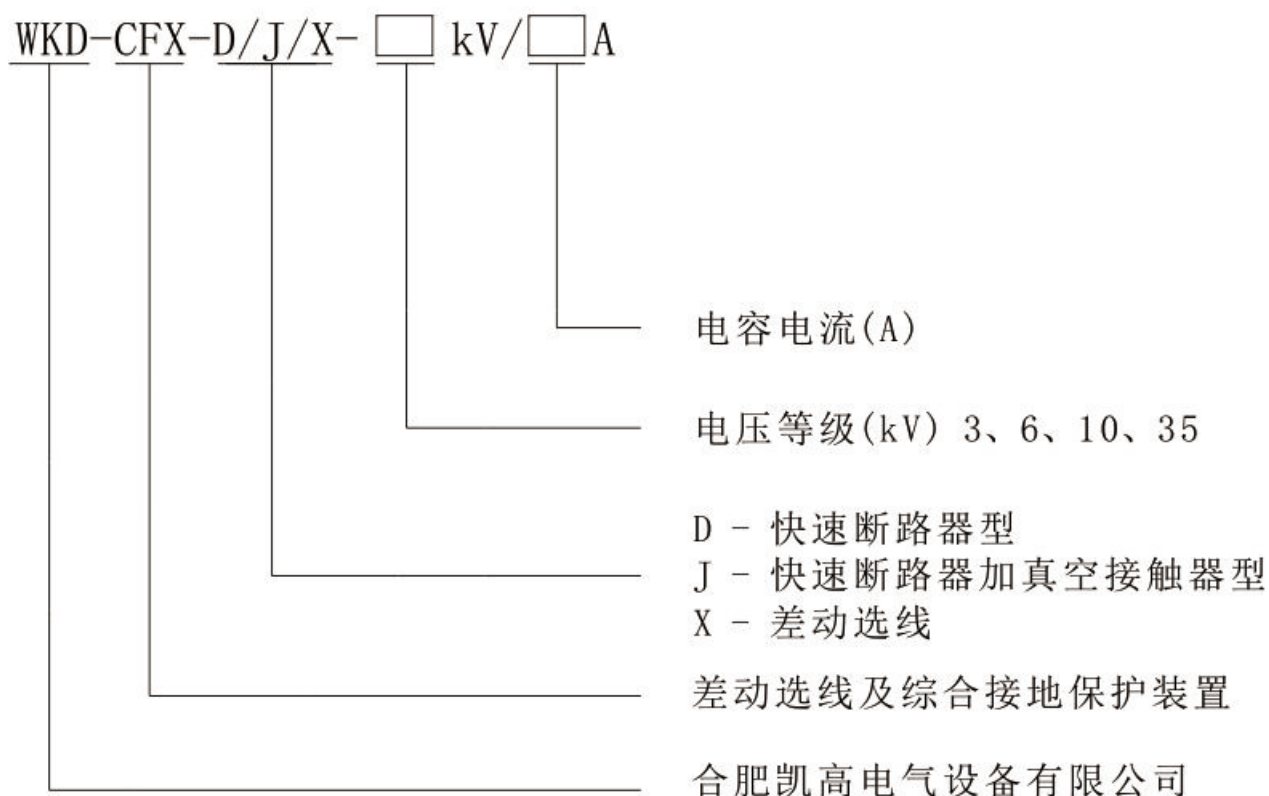 WKD-CFX-D/J/X- □ kV/□A
电容电流(A)
电压等级(kV) 3、6、10、35
D - 快速断路器型
J - 快速断路器加真空接触器型
X - 差动选线
差动选线及综合接地保护装置
合肥凯高电气设备有限公司